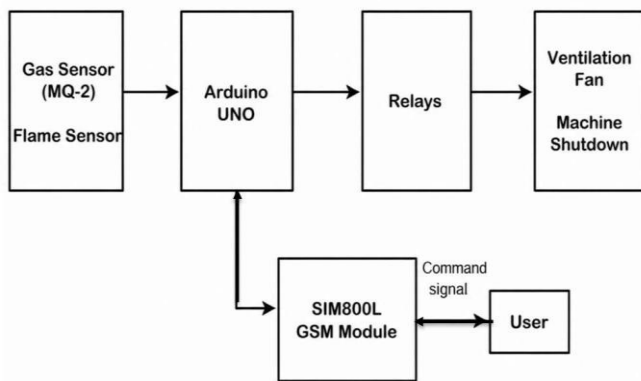 Gas Sensor
(MQ-2)
Flame Sensor
Arduino
UNO
Relays
Ventilation
Fan
Machine
Shutdown
SIM800L
GSM Module
Command
signal
User